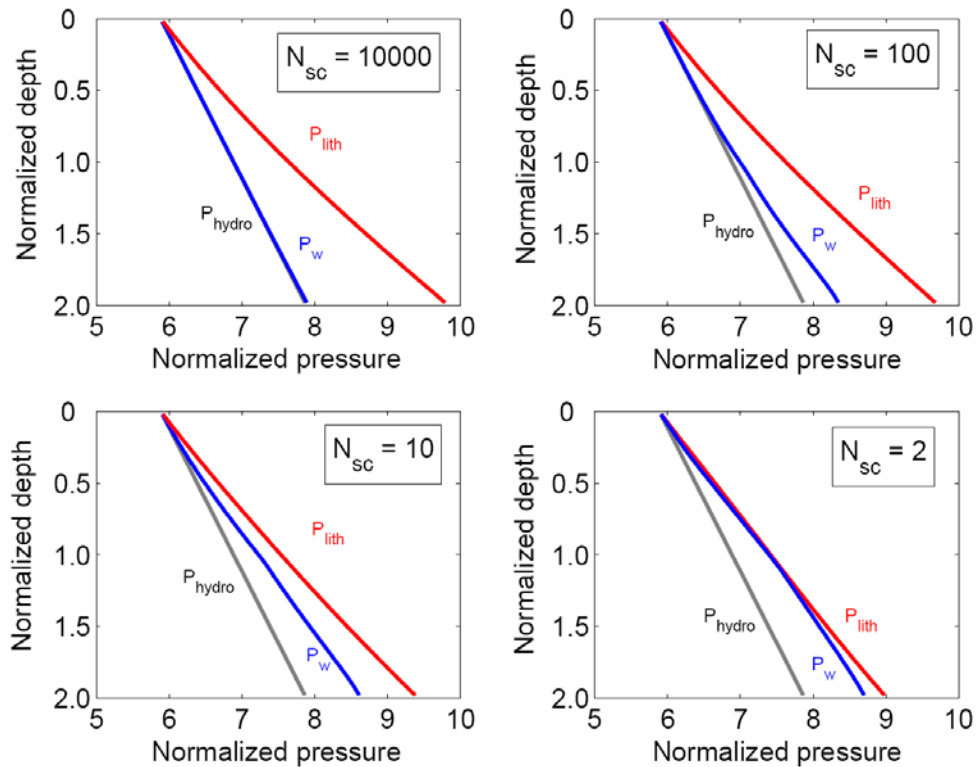 N_sc = 10000
Normalized depth
0
0.5
1.0
1.5
2.0
P_lith
P_hydro
P_w
5 6 7 8 9 10
Normalized pressure
N_sc = 100
Normalized depth
0
0.5
1.0
1.5
2.0
P_lith
P_hydro
P_w
5 6 7 8 9 10
Normalized pressure
N_sc = 10
Normalized depth
0
0.5
1.0
1.5
2.0
P_lith
P_hydro
P_w
5 6 7 8 9 10
Normalized pressure
N_sc = 2
Normalized depth
0
0.5
1.0
1.5
2.0
P_hydro
P_lith
P_w
5 6 7 8 9 10
Normalized pressure